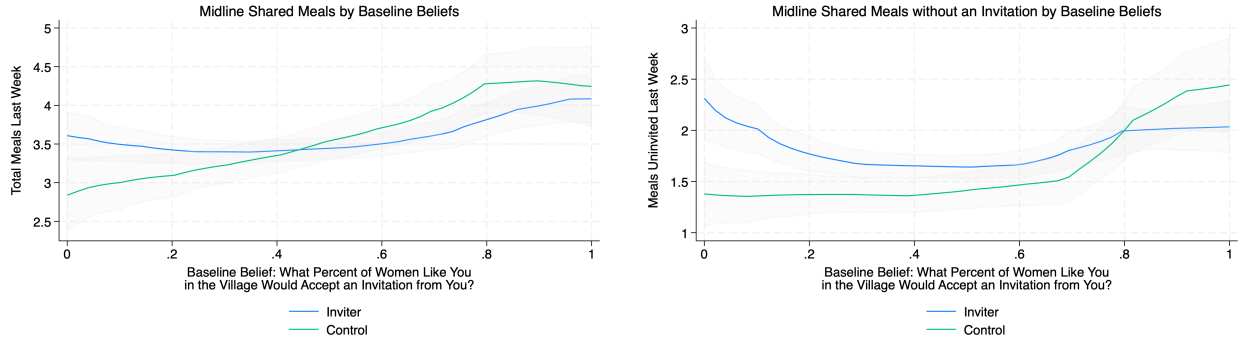 Midline Shared Meals by Baseline Beliefs
Total Meals Last Week
5
4.5
4
3.5
3
2.5
0 .2 .4 .6 .8 1
Baseline Belief: What Percent of Women Like You
in the Village Would Accept an Invitation from You?
Inviter
Control
Midline Shared Meals without an Invitation by Baseline Beliefs
Meals Uninvited Last Week
3
2.5
2
1.5
1
0 .2 .4 .6 .8 1
Baseline Belief: What Percent of Women Like You
in the Village Would Accept an Invitation from You?
Inviter
Control